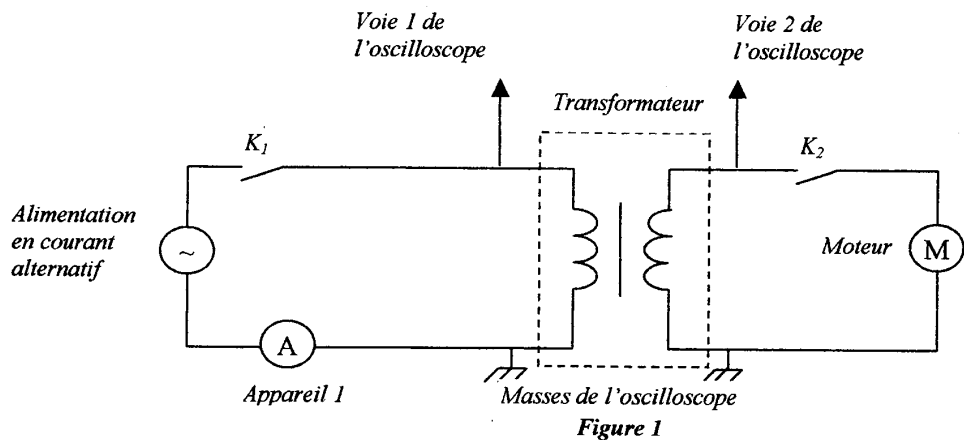 Voie 1 de
l'oscilloscope
Voie 2 de
l'oscilloscope
Transformateur
K1
K2
Alimentation
en courant
alternatif
~
Moteur
M
A
Appareil 1
Masses de l'oscilloscope
Figure 1